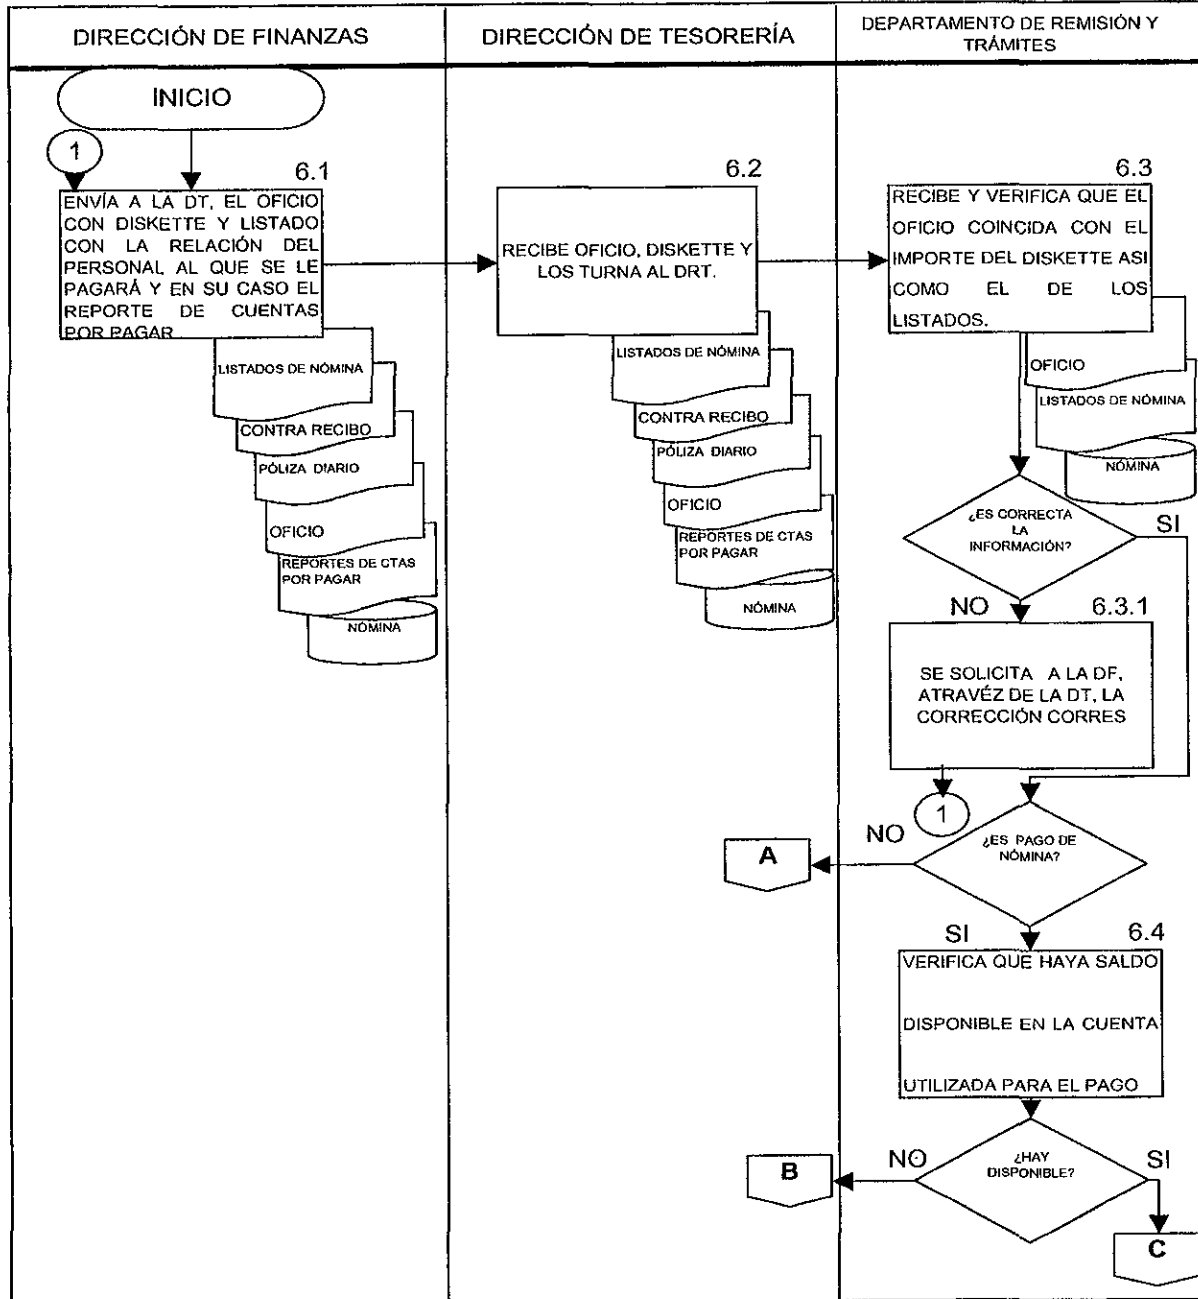 DIRECCIÓN DE FINANZAS
DIRECCIÓN DE TESORERÍA
DEPARTAMENTO DE REMISIÓN Y
TRÁMITES
INICIO
1
6.1
ENVÍA A LA DT, EL OFICIO
CON DISKETTE Y LISTADO
CON LA RELACIÓN DEL
PERSONAL AL QUE SE LE
PAGARÁ Y EN SU CASO EL
REPORTE DE CUENTAS
POR PAGAR
LISTADOS DE NÓMINA
CONTRA RECIBO
PÓLIZA DIARIO
OFICIO
REPORTES DE CTAS
POR PAGAR
NÓMINA
6.2
RECIBE OFICIO, DISKETTE Y
LOS TURNA AL DRT.
LISTADOS DE NÓMINA
CONTRA RECIBO
PÓLIZA DIARIO
OFICIO
REPORTES DE CTAS
POR PAGAR
NÓMINA
6.3
RECIBE Y VERIFICA QUE EL
OFICIO COINCIDA CON EL
IMPORTE DEL DISKETTE ASI
COMO EL DE LOS
LISTADOS.
OFICIO
LISTADOS DE NÓMINA
NÓMINA
¿ES CORRECTA
LA
INFORMACIÓN?
SI
NO
6.3.1
SE SOLICITA A LA DF,
ATRAVÉZ DE LA DT, LA
CORRECCIÓN CORRES
1
¿ES PAGO DE
NÓMINA?
NO
A
SI
6.4
VERIFICA QUE HAYA SALDO
DISPONIBLE EN LA CUENTA
UTILIZADA PARA EL PAGO
¿HAY
DISPONIBLE?
NO
B
SI
C